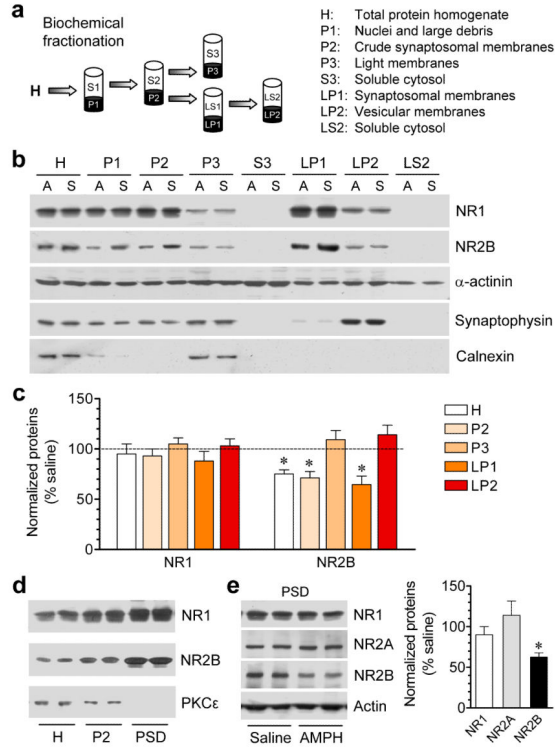 a
Biochemical
fractionation
H
S1
P1
S2
P2
S3
P3
LS1
LP1
LS2
LP2
H: Total protein homogenate
P1: Nuclei and large debris
P2: Crude synaptosomal membranes
P3: Light membranes
S3: Soluble cytosol
LP1: Synaptosomal membranes
LP2: Vesicular membranes
LS2: Soluble cytosol
b
H P1 P2 P3 S3 LP1 LP2 LS2
A S A S A S A S A S A S A S A S
NR1
NR2B
α-actinin
Synaptophysin
Calnexin
c
Normalized proteins
(% saline)
150
100
50
0
* * *
NR1 NR2B
H
P2
P3
LP1
LP2
d
NR1
NR2B
PKCε
H P2 PSD
e
PSD
NR1
NR2A
NR2B
Actin
Saline AMPH
Normalized proteins
(% saline)
150
100
50
0
*
NR1 NR2A NR2B